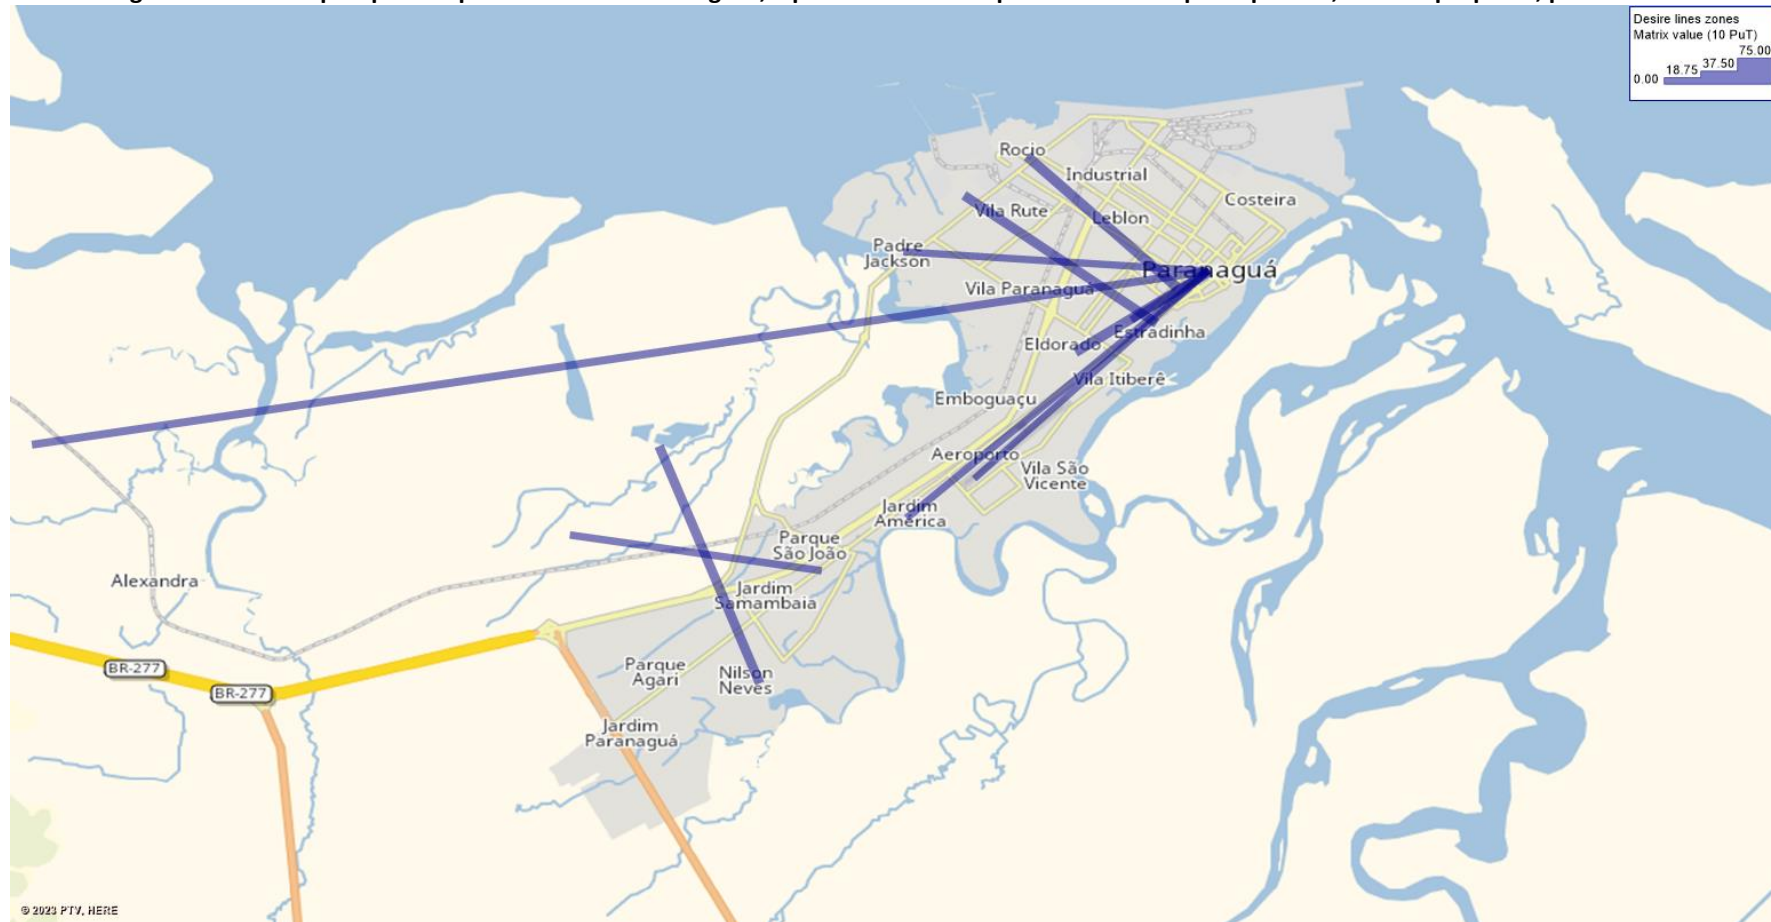 Desire lines zones
Matrix value (10 PuT)
75.00
37.50
18.75
0.00
Rocio
Industrial
Costeira
Vila Rute
Leblon
Padre
Jackson
Paranaguá
Vila Paranaguá
Estradinha
Eldorado
Vila Itiberê
Emboguaçu
Aeroporto
Vila São
Vicente
Jardim
América
Parque
São João
Alexandra
Jardim
Samambaia
BR-277
BR-277
Parque
Agari
Nilson
Neves
Jardim
Paranaguá
© 2023 PTV, HERE